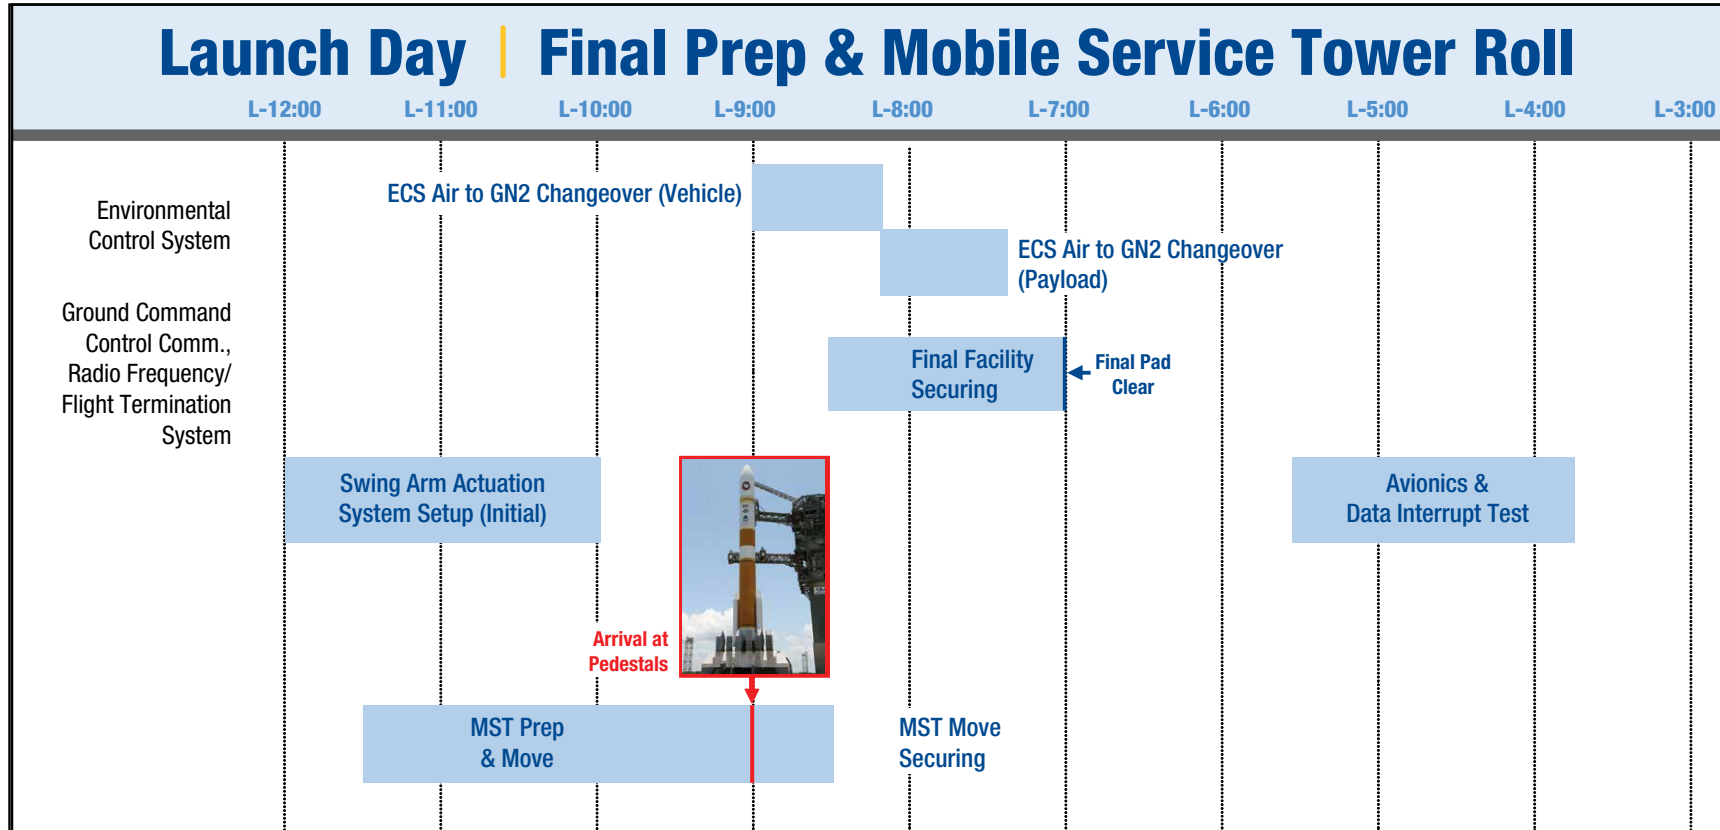 Launch Day | Final Prep & Mobile Service Tower Roll
L-12:00 L-11:00 L-10:00 L-9:00 L-8:00 L-7:00 L-6:00 L-5:00 L-4:00 L-3:00
Environmental
Control System
ECS Air to GN2 Changeover (Vehicle)
ECS Air to GN2 Changeover
(Payload)
Ground Command
Control Comm.,
Radio Frequency/
Flight Termination
System
Final Facility
Securing
Final Pad
Clear
Swing Arm Actuation
System Setup (Initial)
Avionics &
Data Interrupt Test
Arrival at
Pedestals
MST Prep
& Move
MST Move
Securing